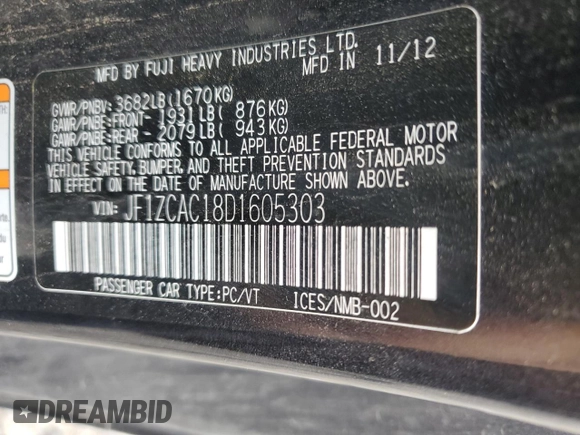 MFD BY FUJI HEAVY INDUSTRIES LTD.
MFD IN 11/12
GVWR/PNBV: 3682LB(1670KG)
GAWR/PNBE:FRONT- 1931LB( 876KG)
GAWR/PNBE:REAR - 2079LB( 943KG)
THIS VEHICLE CONFORMS TO ALL APPLICABLE FEDERAL MOTOR
VEHICLE SAFETY, BUMPER, AND THEFT PREVENTION STANDARDS
IN EFFECT ON THE DATE OF MANUFACTURE SHOWN ABOVE.
VIN: JF1ZCAC18D1605303
PASSENGER CAR TYPE:PC/VT ICES/NMB-002
DREAMBID